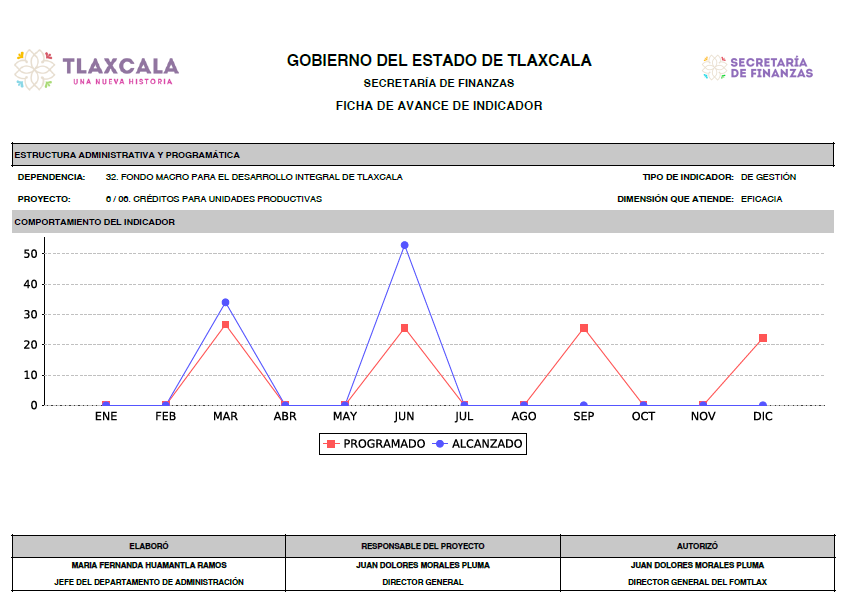 TLAXCALA
UNA NUEVA HISTORIA
GOBIERNO DEL ESTADO DE TLAXCALA
SECRETARÍA DE FINANZAS
FICHA DE AVANCE DE INDICADOR
SECRETARÍA
DE FINANZAS
ESTRUCTURA ADMINISTRATIVA Y PROGRAMÁTICA
DEPENDENCIA: 32. FONDO MACRO PARA EL DESARROLLO INTEGRAL DE TLAXCALA TIPO DE INDICADOR: DE GESTIÓN
PROYECTO: 6 / 06. CRÉDITOS PARA UNIDADES PRODUCTIVAS DIMENSIÓN QUE ATIENDE: EFICACIA
COMPORTAMIENTO DEL INDICADOR
50
40
30
20
10
0
ENE FEB MAR ABR MAY JUN JUL AGO SEP OCT NOV DIC
PROGRAMADO ALCANZADO
ELABORÓ RESPONSABLE DEL PROYECTO AUTORIZÓ
MARIA FERNANDA HUAMANTLA RAMOS JUAN DOLORES MORALES PLUMA JUAN DOLORES MORALES PLUMA
JEFE DEL DEPARTAMENTO DE ADMINISTRACIÓN DIRECTOR GENERAL DIRECTOR GENERAL DEL FOMTLAX